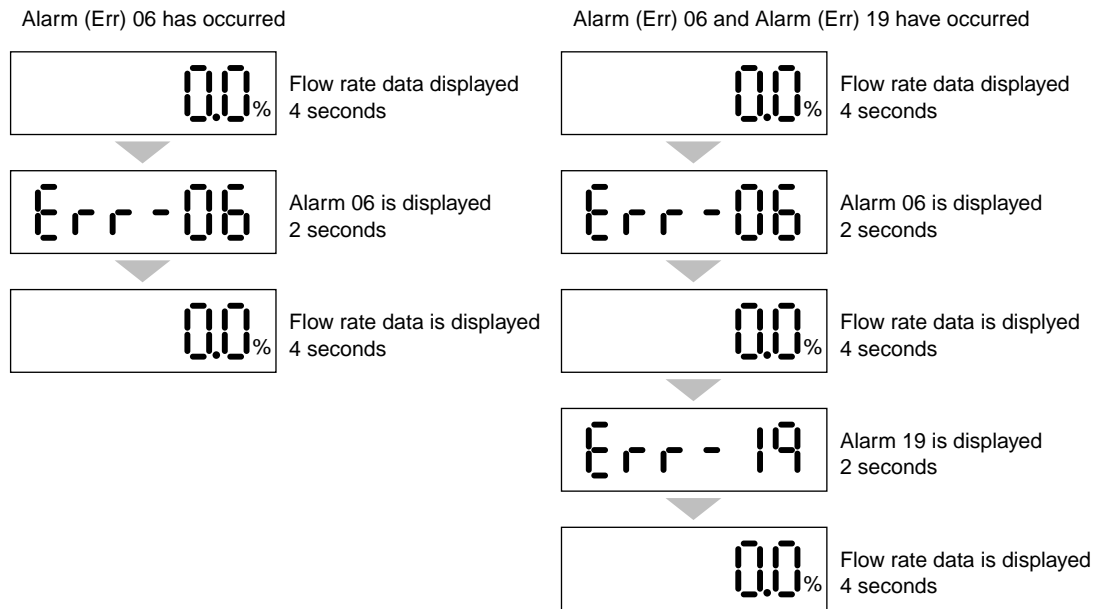 Alarm (Err) 06 has occurred
0.0%
Flow rate data displayed
4 seconds
Err-06
Alarm 06 is displayed
2 seconds
0.0%
Flow rate data is displayed
4 seconds
Alarm (Err) 06 and Alarm (Err) 19 have occurred
0.0%
Flow rate data displayed
4 seconds
Err-06
Alarm 06 is displayed
2 seconds
0.0%
Flow rate data is displyed
4 seconds
Err-19
Alarm 19 is displayed
2 seconds
0.0%
Flow rate data is displayed
4 seconds